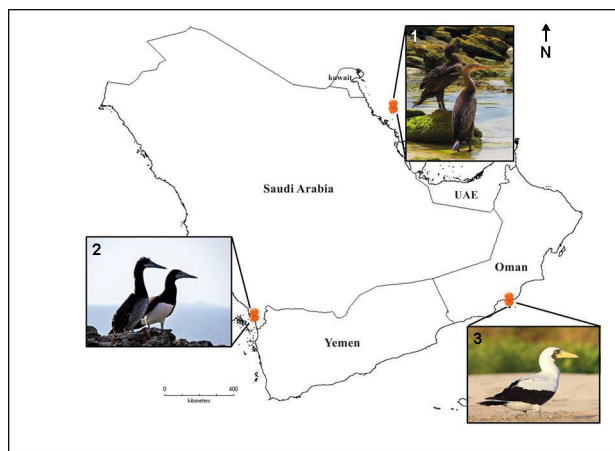 1
N
kuwait
Saudi Arabia
UAE
2
Oman
Yemen
3
0
400
kilometers